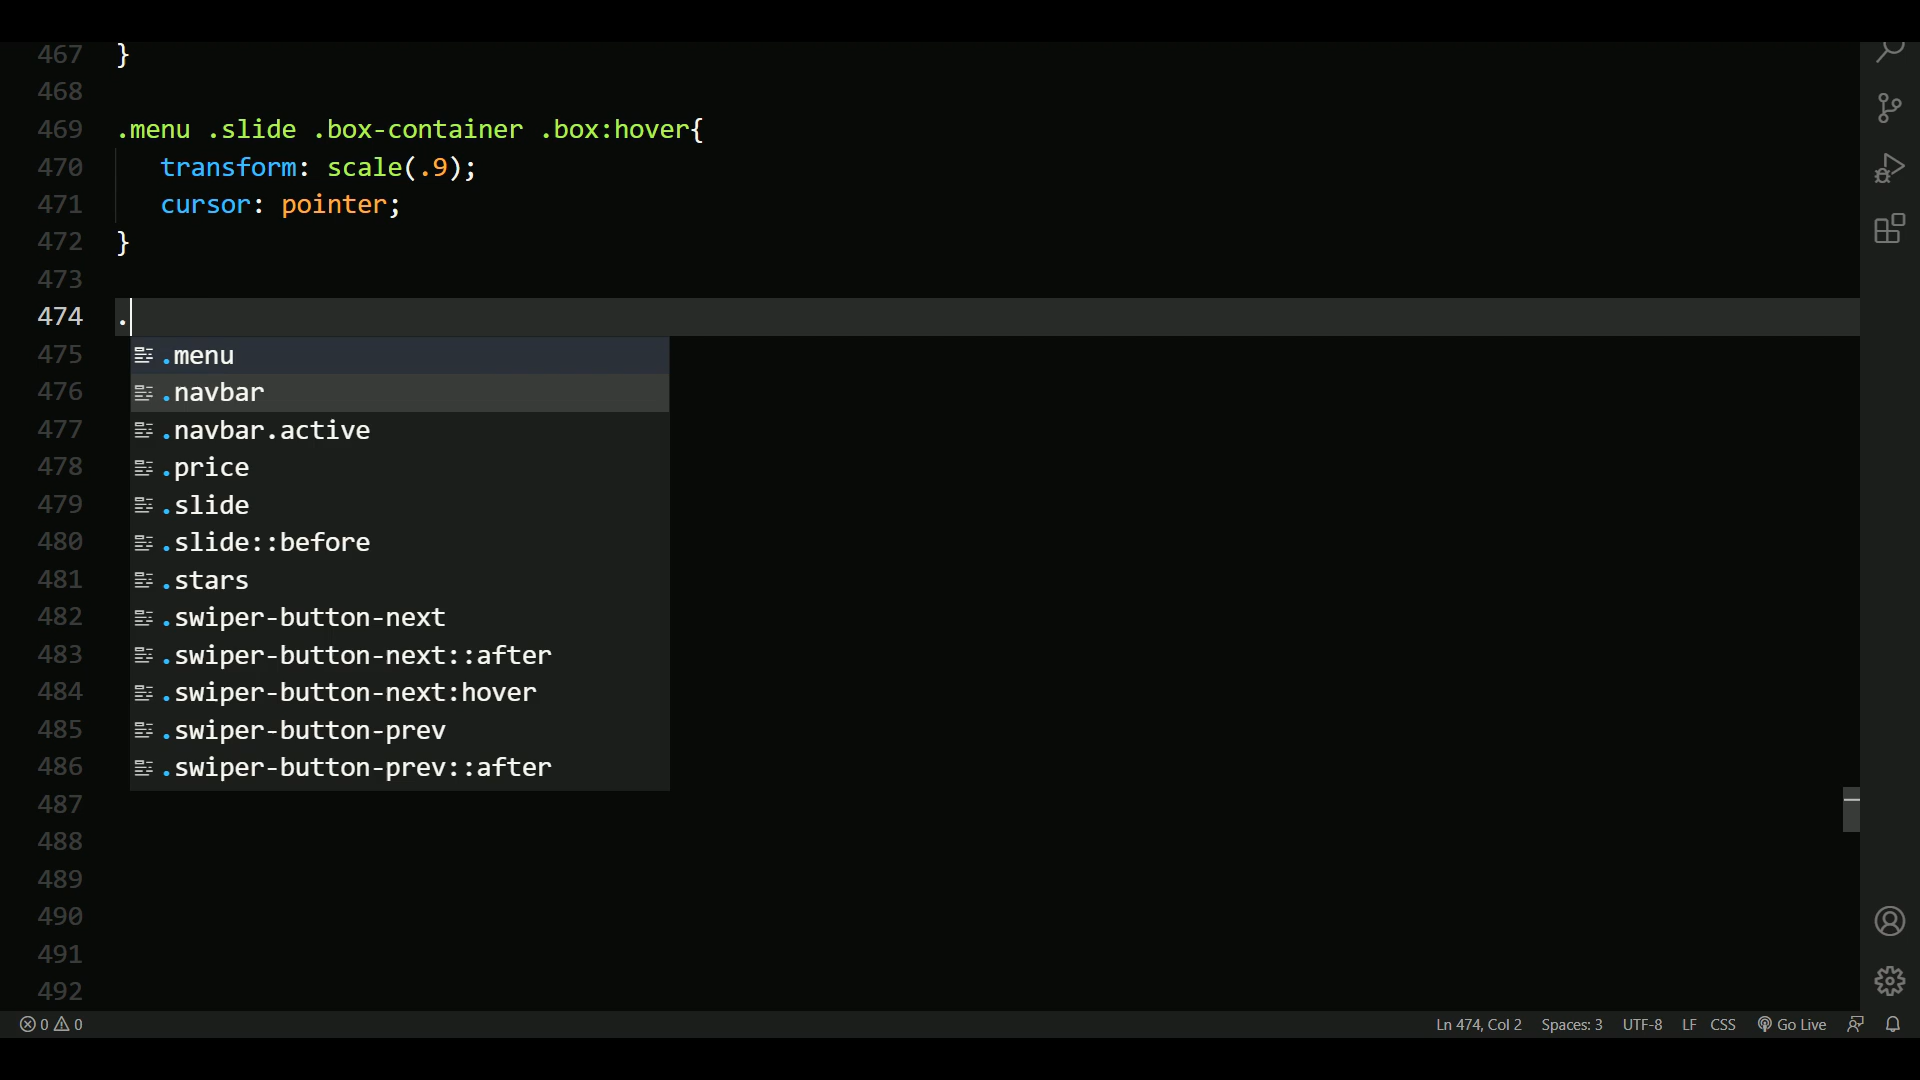 467 }
468
469 .menu .slide .box-container .box:hover{
470 transform: scale(.9);
471 cursor: pointer;
472 }
473
474 .
475 .menu
476 .navbar
477 .navbar.active
478 .price
479 .slide
480 .slide::before
481 .stars
482 .swiper-button-next
483 .swiper-button-next::after
484 .swiper-button-next:hover
485 .swiper-button-prev
486 .swiper-button-prev::after
487
488
489
490
491
492
0 0 Ln 474, Col 2 Spaces: 3 UTF-8 LF CSS Go Live